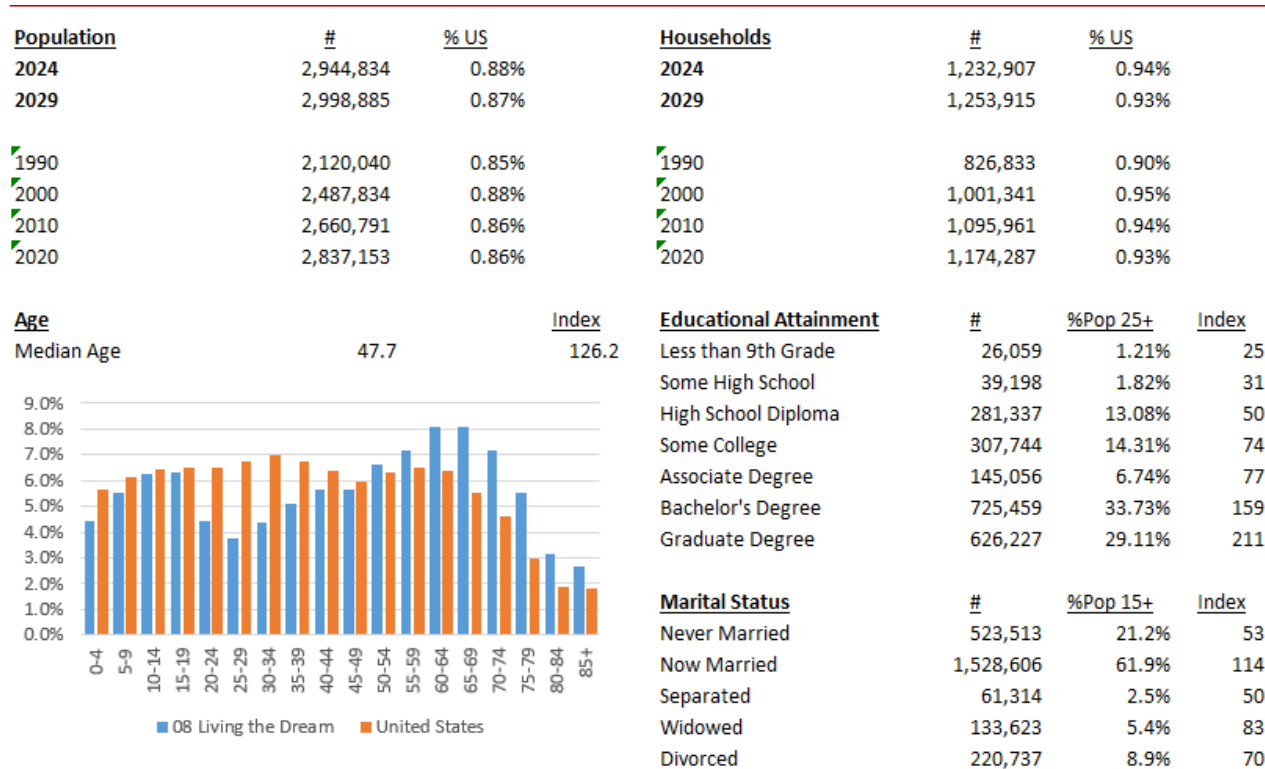 Population # % US
2024 2,944,834 0.88%
2029 2,998,885 0.87%
1990 2,120,040 0.85%
2000 2,487,834 0.88%
2010 2,660,791 0.86%
2020 2,837,153 0.86%
Households # % US
2024 1,232,907 0.94%
2029 1,253,915 0.93%
1990 826,833 0.90%
2000 1,001,341 0.95%
2010 1,095,961 0.94%
2020 1,174,287 0.93%
Age Index
Median Age 47.7 126.2
9.0%
8.0%
7.0%
6.0%
5.0%
4.0%
3.0%
2.0%
1.0%
0.0%
0-4 5-9 10-14 15-19 20-24 25-29 30-34 35-39 40-44 45-49 50-54 55-59 60-64 65-69 70-74 75-79 80-84 85+
08 Living the Dream United States
Educational Attainment # %Pop 25+ Index
Less than 9th Grade 26,059 1.21% 25
Some High School 39,198 1.82% 31
High School Diploma 281,337 13.08% 50
Some College 307,744 14.31% 74
Associate Degree 145,056 6.74% 77
Bachelor's Degree 725,459 33.73% 159
Graduate Degree 626,227 29.11% 211
Marital Status # %Pop 15+ Index
Never Married 523,513 21.2% 53
Now Married 1,528,606 61.9% 114
Separated 61,314 2.5% 50
Widowed 133,623 5.4% 83
Divorced 220,737 8.9% 70